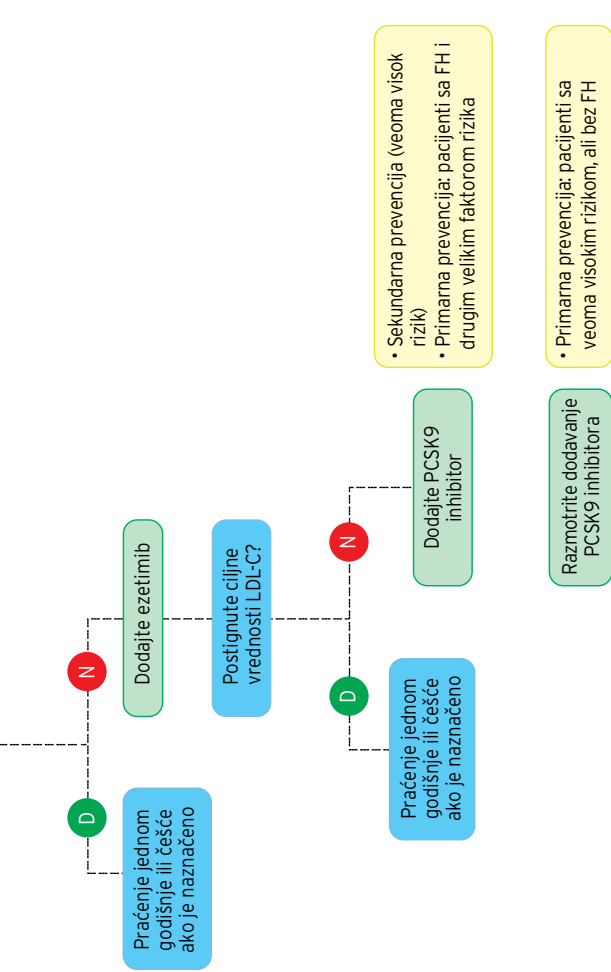 D
N
Praćenje jednom
godišnje ili češće
ako je naznačeno
Dodajte ezetimib
Postignute ciljne
vrednosti LDL-C?
D
N
Praćenje jednom
godišnje ili češće
ako je naznačeno
Dodajte PCSK9
inhibitor
• Sekundarna prevencija (veoma visok
rizik)
• Primarna prevencija: pacijenti sa FH i
drugim velikim faktorom rizika
Razmotrite dodavanje
PCSK9 inhibitora
• Primarna prevencija: pacijenti sa
veoma visokim rizikom, ali bez FH